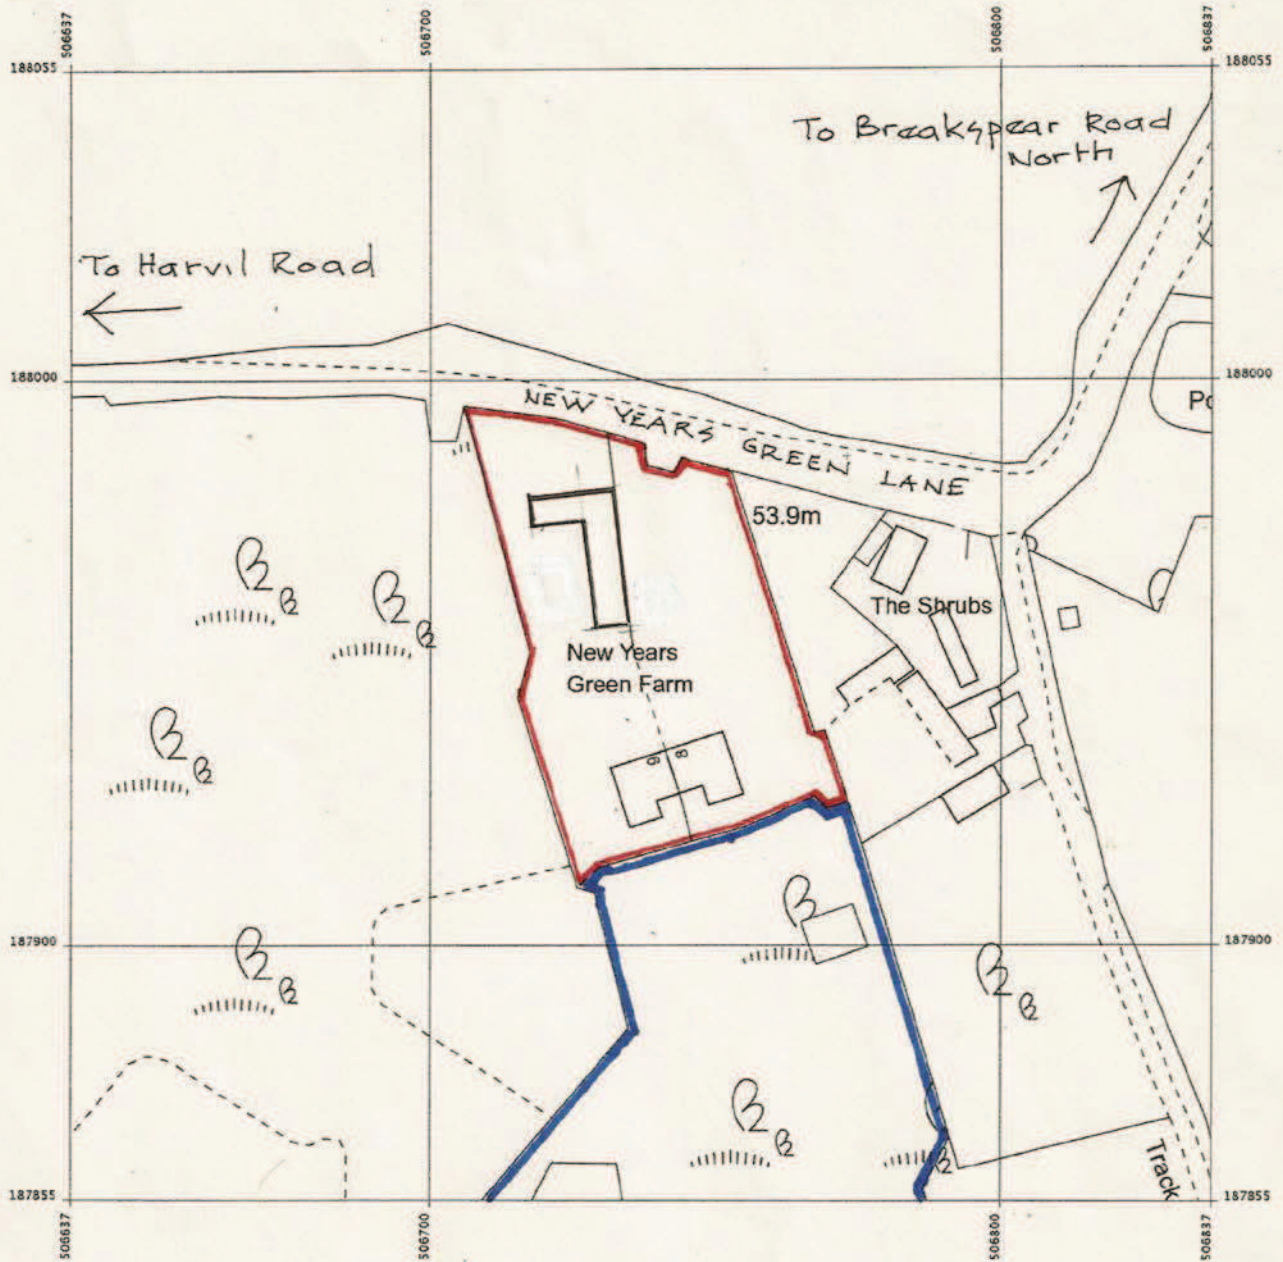 506637
506700
506800
506837
188055
188055
To Breakspear Road
North
To Harvil Road
188000
188000
NEW YEARS GREEN LANE
Po
53.9m
The Shrubs
New Years
Green Farm
9
8
187900
187900
Track
187855
187855
506637
506700
506800
506837